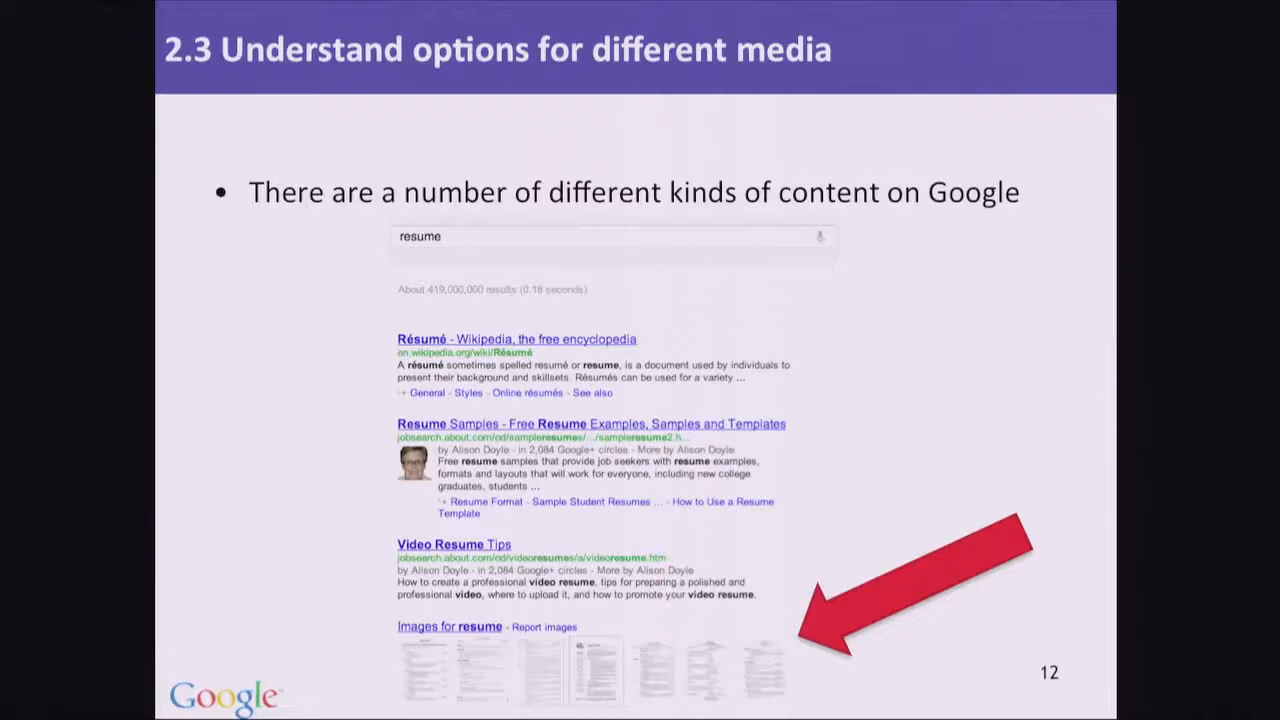 2.3 Understand options for different media
• There are a number of different kinds of content on Google
resume
About 419,000,000 results (0.18 seconds)
Résumé - Wikipedia, the free encyclopedia
en.wikipedia.org/wiki/Résumé
A résumé sometimes spelled resumé or resume, is a document used by individuals to
present their background and skillsets. Résumés can be used for a variety ...
General - Styles - Online résumés - See also
Resume Samples - Free Resume Examples, Samples and Templates
jobsearch.about.com/od/sampleresumes/.../sampleresume2.h...
by Alison Doyle - in 2,084 Google+ circles - More by Alison Doyle
Free resume samples that provide job seekers with resume examples,
formats and layouts that will work for everyone, including new college
graduates, students ...
Resume Format - Sample Student Resumes ... - How to Use a Resume
Template
Video Resume Tips
jobsearch.about.com/od/videoresumes/a/videoresume.htm
by Alison Doyle - in 2,084 Google+ circles - More by Alison Doyle
How to create a professional video resume, tips for preparing a polished and
professional video, where to upload it, and how to promote your video resume.
Images for resume - Report images
12
Google